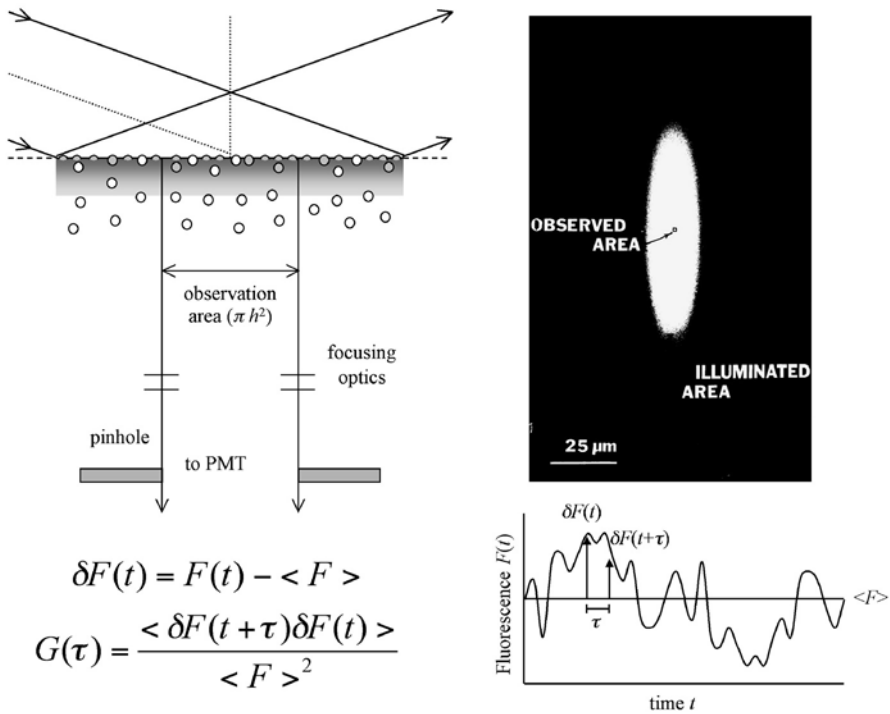 observation
area (π h²)
focusing
optics
pinhole
to PMT
δF(t) = F(t) − < F >
G(τ) = < δF(t + τ)δF(t) > / < F >²
OBSERVED
AREA
ILLUMINATED
AREA
25 µm
δF(t)
δF(t+τ)
Fluorescence F(t)
<F>
τ
time t